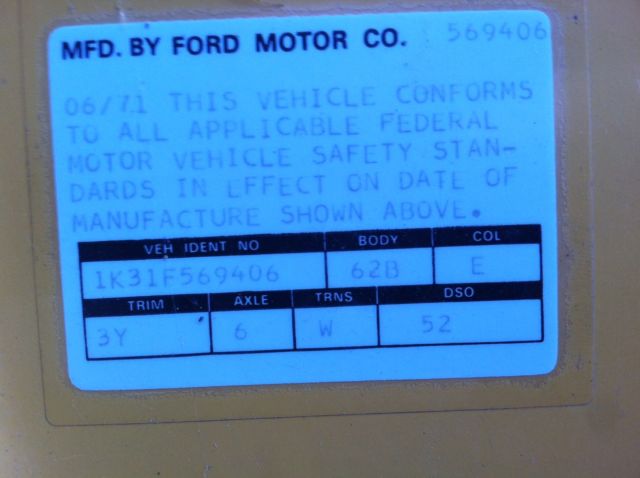 MFD. BY FORD MOTOR CO. 569406
06/71 THIS VEHICLE CONFORMS
TO ALL APPLICABLE FEDERAL
MOTOR VEHICLE SAFETY STAN-
DARDS IN EFFECT ON DATE OF
MANUFACTURE SHOWN ABOVE.
VEH IDENT NO BODY COL
1K31F569406 62B E
TRIM AXLE TRNS DSO
3Y 6 W 52